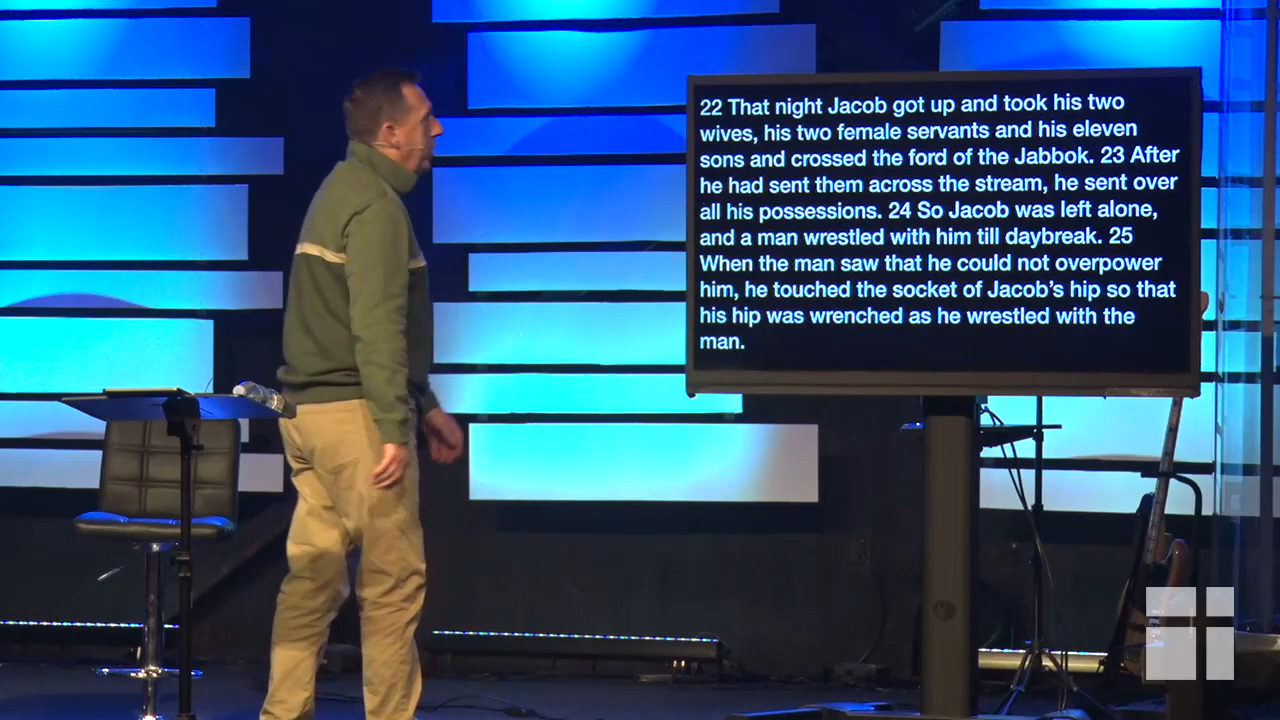 22 That night Jacob got up and took his two
wives, his two female servants and his eleven
sons and crossed the ford of the Jabbok. 23 After
he had sent them across the stream, he sent over
all his possessions. 24 So Jacob was left alone,
and a man wrestled with him till daybreak. 25
When the man saw that he could not overpower
him, he touched the socket of Jacob’s hip so that
his hip was wrenched as he wrestled with the
man.